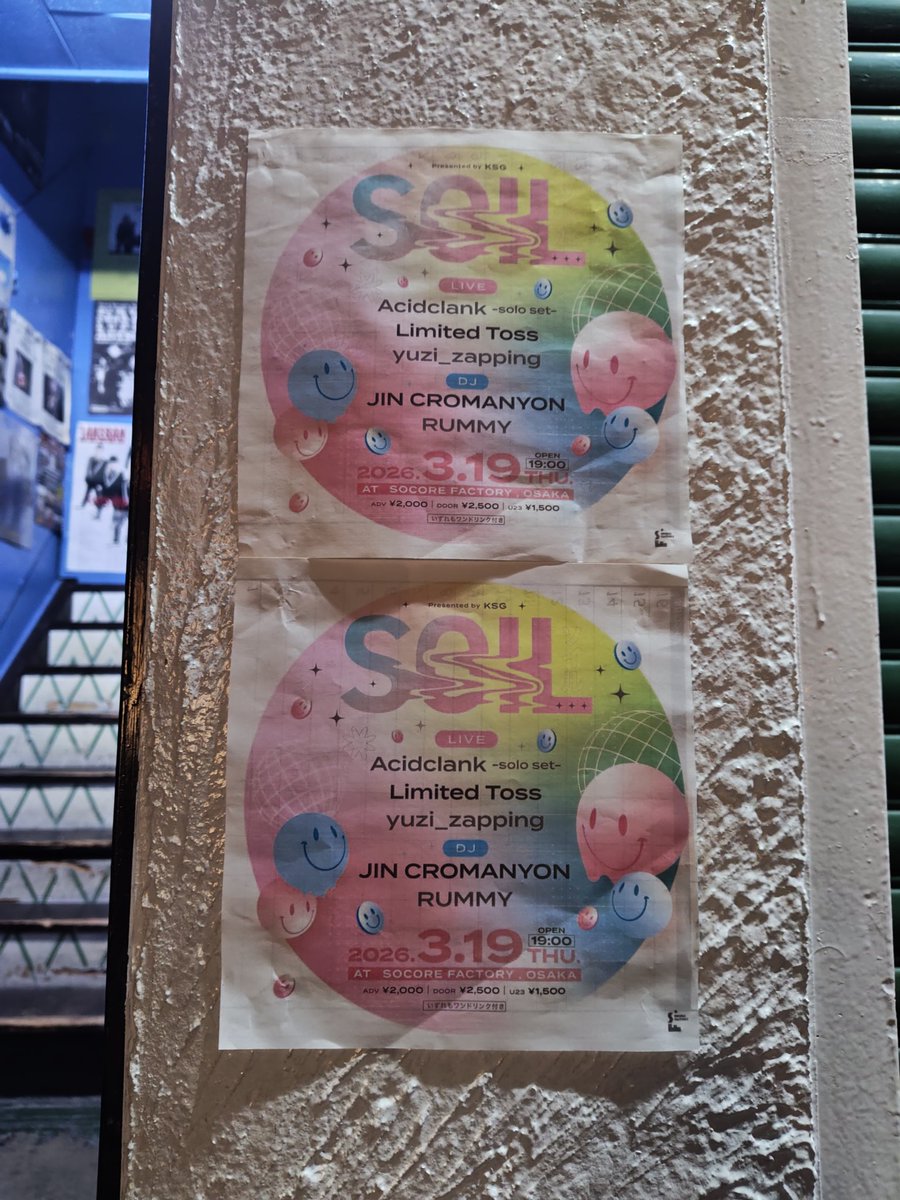 Presented by KSG
SOIL
LIVE
Acidclank -solo set-
Limited Toss
yuzi_zapping
DJ
JIN CROMANYON
RUMMY
OPEN
2026.3.19 THU.
19:00
AT SOCORE FACTORY, OSAKA
ADV ¥2,000 | DOOR ¥2,500 | U23 ¥1,500
いずれもワンドリンク付き
SF
Presented by KSG
SOIL
LIVE
Acidclank -solo set-
Limited Toss
yuzi_zapping
DJ
JIN CROMANYON
RUMMY
OPEN
2026.3.19 THU.
19:00
AT SOCORE FACTORY, OSAKA
ADV ¥2,000 | DOOR ¥2,500 | U23 ¥1,500
いずれもワンドリンク付き
SF